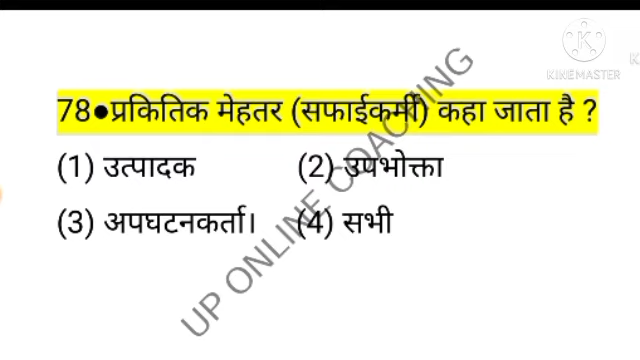 KINEMASTER
K
78●प्रकितिक मेहतर (सफाईकर्मी) कहा जाता है ?
(1) उत्पादक (2) उपभोक्ता
(3) अपघटनकर्ता। (4) सभी
UP ONLINE COACHING